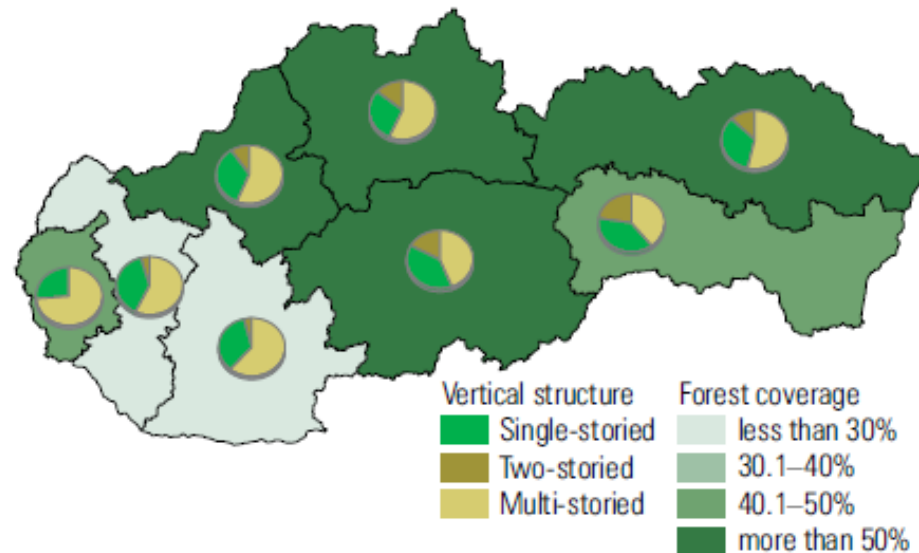 Vertical structure
Single-storied
Two-storied
Multi-storied
Forest coverage
less than 30%
30.1–40%
40.1–50%
more than 50%